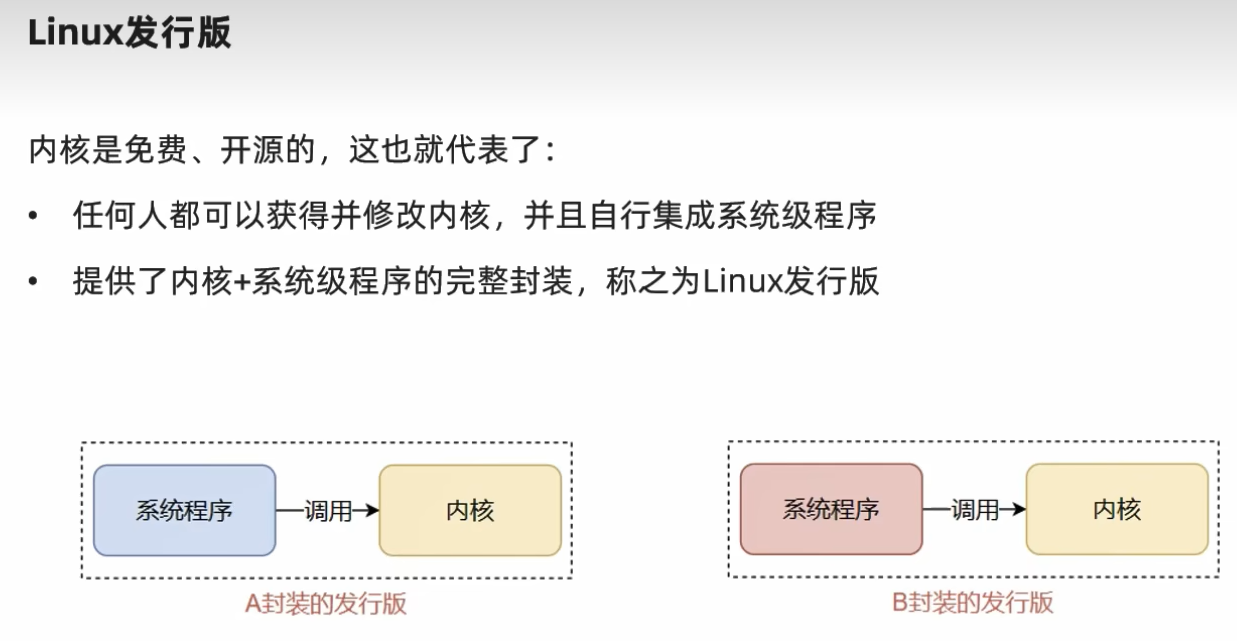 Linux发行版
内核是免费、开源的，这也就代表了：
• 任何人都可以获得并修改内核，并且自行集成系统级程序
• 提供了内核+系统级程序的完整封装，称之为Linux发行版
系统程序 调用 内核
A封装的发行版
系统程序 调用 内核
B封装的发行版